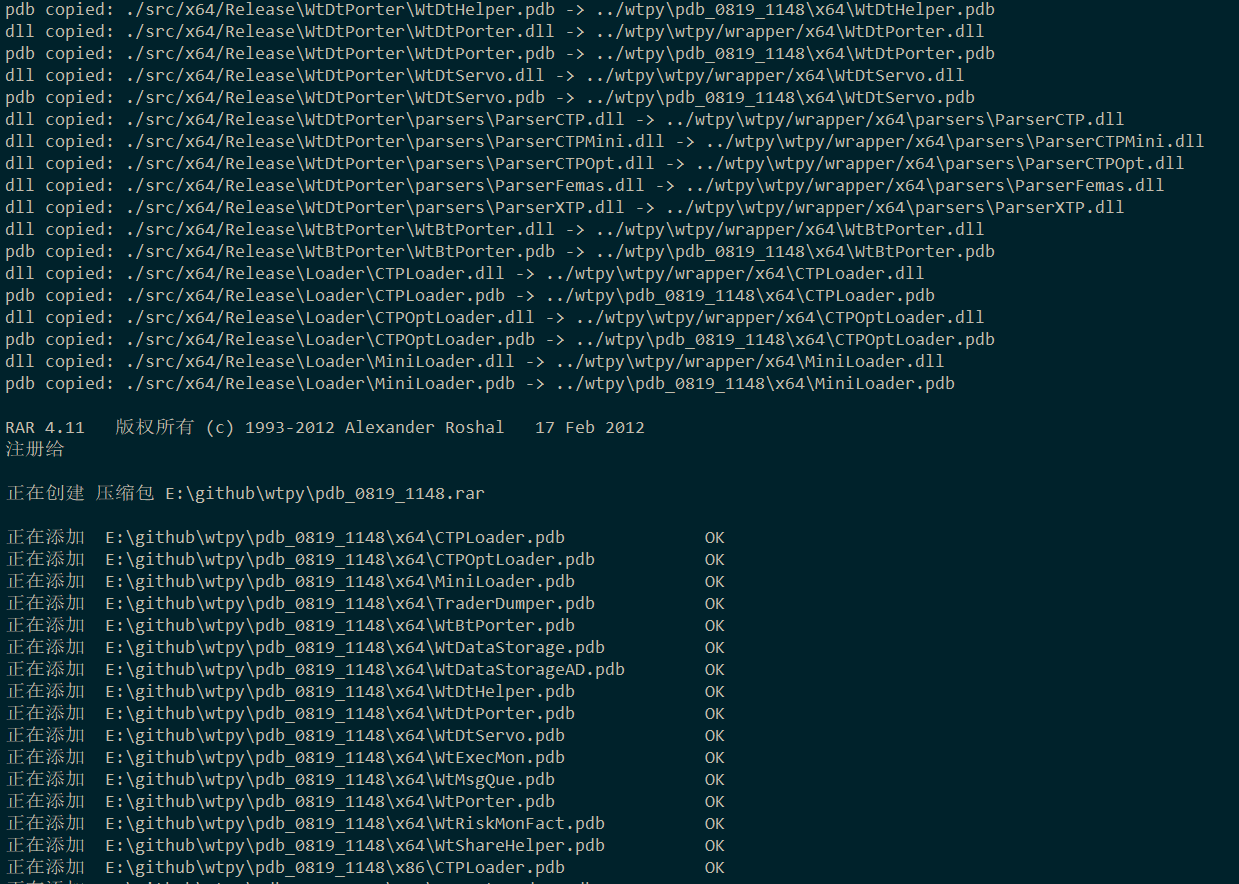 pdb copied: ./src/x64/Release\WtDtPorter\WtDtHelper.pdb -> ../wtpy\pdb_0819_1148\x64\WtDtHelper.pdb
dll copied: ./src/x64/Release\WtDtPorter\WtDtPorter.dll -> ../wtpy\wtpy/wrapper/x64\WtDtPorter.dll
pdb copied: ./src/x64/Release\WtDtPorter\WtDtPorter.pdb -> ../wtpy\pdb_0819_1148\x64\WtDtPorter.pdb
dll copied: ./src/x64/Release\WtDtPorter\WtDtServo.dll -> ../wtpy\wtpy/wrapper/x64\WtDtServo.dll
pdb copied: ./src/x64/Release\WtDtPorter\WtDtServo.pdb -> ../wtpy\pdb_0819_1148\x64\WtDtServo.pdb
dll copied: ./src/x64/Release\WtDtPorter\parsers\ParserCTP.dll -> ../wtpy\wtpy/wrapper/x64\parsers\ParserCTP.dll
dll copied: ./src/x64/Release\WtDtPorter\parsers\ParserCTPMini.dll -> ../wtpy\wtpy/wrapper/x64\parsers\ParserCTPMini.dll
dll copied: ./src/x64/Release\WtDtPorter\parsers\ParserCTPOpt.dll -> ../wtpy\wtpy/wrapper/x64\parsers\ParserCTPOpt.dll
dll copied: ./src/x64/Release\WtDtPorter\parsers\ParserFemas.dll -> ../wtpy\wtpy/wrapper/x64\parsers\ParserFemas.dll
dll copied: ./src/x64/Release\WtDtPorter\parsers\ParserXTP.dll -> ../wtpy\wtpy/wrapper/x64\parsers\ParserXTP.dll
dll copied: ./src/x64/Release\WtBtPorter\WtBtPorter.dll -> ../wtpy\wtpy/wrapper/x64\WtBtPorter.dll
pdb copied: ./src/x64/Release\WtBtPorter\WtBtPorter.pdb -> ../wtpy\pdb_0819_1148\x64\WtBtPorter.pdb
dll copied: ./src/x64/Release\Loader\CTPLoader.dll -> ../wtpy\wtpy/wrapper/x64\CTPLoader.dll
pdb copied: ./src/x64/Release\Loader\CTPLoader.pdb -> ../wtpy\pdb_0819_1148\x64\CTPLoader.pdb
dll copied: ./src/x64/Release\Loader\CTPOptLoader.dll -> ../wtpy\wtpy/wrapper/x64\CTPOptLoader.dll
pdb copied: ./src/x64/Release\Loader\CTPOptLoader.pdb -> ../wtpy\pdb_0819_1148\x64\CTPOptLoader.pdb
dll copied: ./src/x64/Release\Loader\MiniLoader.dll -> ../wtpy\wtpy/wrapper/x64\MiniLoader.dll
pdb copied: ./src/x64/Release\Loader\MiniLoader.pdb -> ../wtpy\pdb_0819_1148\x64\MiniLoader.pdb
RAR 4.11 版权所有 (c) 1993-2012 Alexander Roshal 17 Feb 2012
注册给
正在创建 压缩包 E:\github\wtpy\pdb_0819_1148.rar
正在添加 E:\github\wtpy\pdb_0819_1148\x64\CTPLoader.pdb OK
正在添加 E:\github\wtpy\pdb_0819_1148\x64\CTPOptLoader.pdb OK
正在添加 E:\github\wtpy\pdb_0819_1148\x64\MiniLoader.pdb OK
正在添加 E:\github\wtpy\pdb_0819_1148\x64\TraderDumper.pdb OK
正在添加 E:\github\wtpy\pdb_0819_1148\x64\WtBtPorter.pdb OK
正在添加 E:\github\wtpy\pdb_0819_1148\x64\WtDataStorage.pdb OK
正在添加 E:\github\wtpy\pdb_0819_1148\x64\WtDataStorageAD.pdb OK
正在添加 E:\github\wtpy\pdb_0819_1148\x64\WtDtHelper.pdb OK
正在添加 E:\github\wtpy\pdb_0819_1148\x64\WtDtPorter.pdb OK
正在添加 E:\github\wtpy\pdb_0819_1148\x64\WtDtServo.pdb OK
正在添加 E:\github\wtpy\pdb_0819_1148\x64\WtExecMon.pdb OK
正在添加 E:\github\wtpy\pdb_0819_1148\x64\WtMsgQue.pdb OK
正在添加 E:\github\wtpy\pdb_0819_1148\x64\WtPorter.pdb OK
正在添加 E:\github\wtpy\pdb_0819_1148\x64\WtRiskMonFact.pdb OK
正在添加 E:\github\wtpy\pdb_0819_1148\x64\WtShareHelper.pdb OK
正在添加 E:\github\wtpy\pdb_0819_1148\x86\CTPLoader.pdb OK